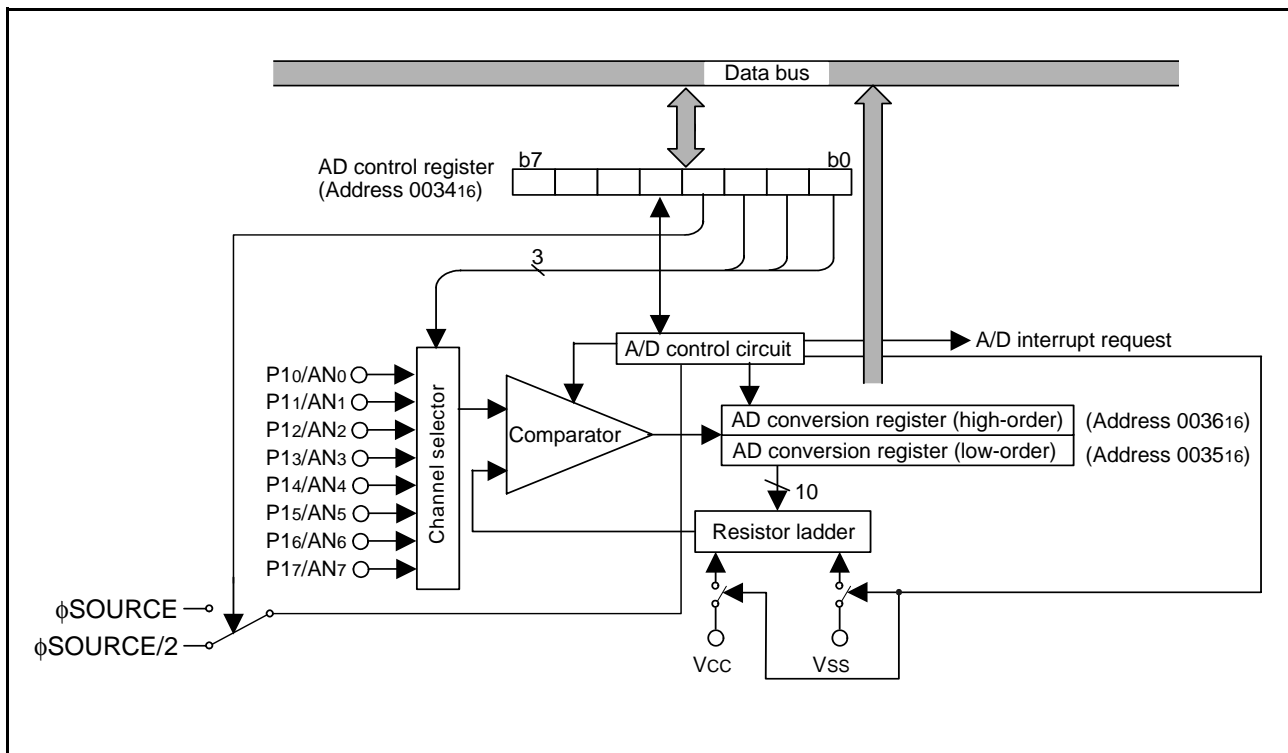 Data bus
b7 b0
AD control register
(Address 003416)
3
A/D control circuit
A/D interrupt request
P10/AN0
P11/AN1
P12/AN2
P13/AN3
P14/AN4
P15/AN5
P16/AN6
P17/AN7
Channel selector
Comparator
AD conversion register (high-order) (Address 003616)
AD conversion register (low-order) (Address 003516)
10
Resistor ladder
ϕSOURCE
ϕSOURCE/2
VCC
VSS